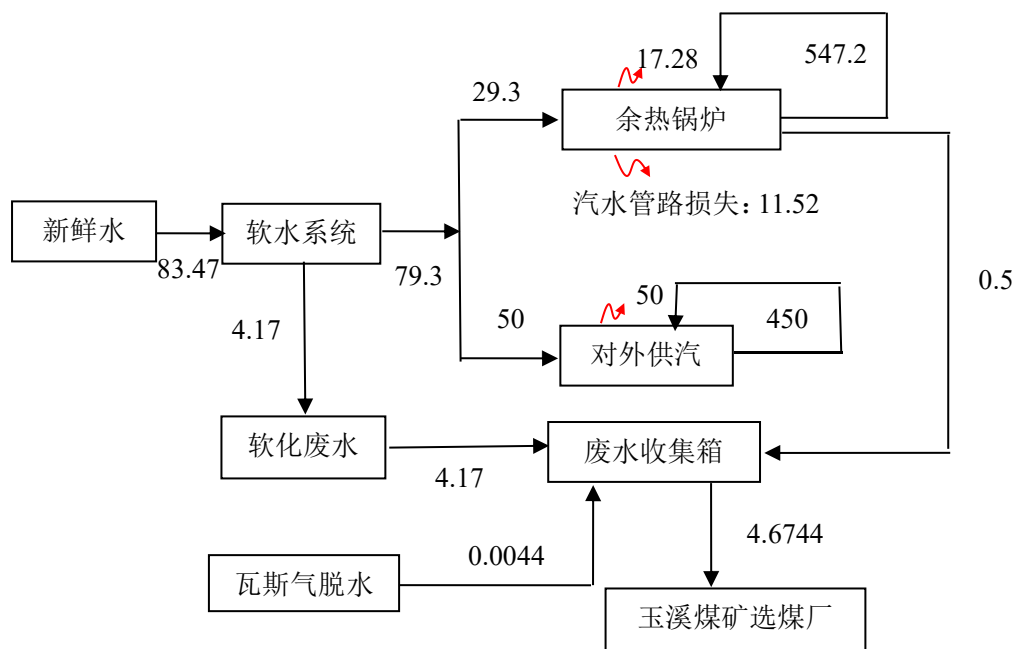 17.28
547.2
29.3
余热锅炉
汽水管路损失：11.52
新鲜水
软水系统
83.47
79.3
0.5
4.17
50
50
450
对外供汽
软化废水
废水收集箱
4.17
4.6744
0.0044
瓦斯气脱水
玉溪煤矿选煤厂